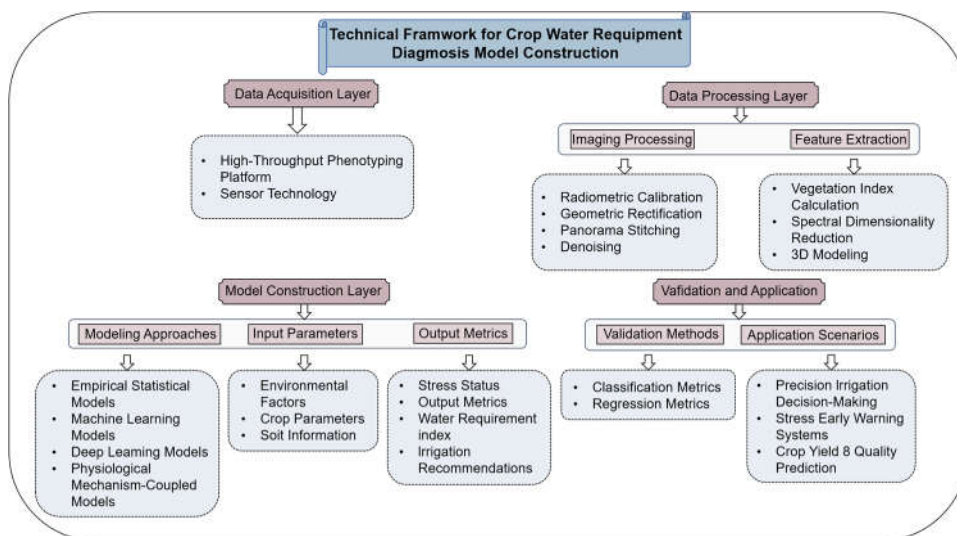 Technical Framwork for Crop Water Requipment
Diagnosis Model Construction
Data Acquisition Layer
• High-Throughput Phenotyping
Platform
• Sensor Technology
Data Processing Layer
Imaging Processing
Feature Extraction
• Radiometric Calibration
• Geometric Rectification
• Panorama Stitching
• Denoising
• Vegetation Index
Calculation
• Spectral Dimensionality
Reduction
• 3D Modeling
Model Construction Layer
Modeling Approaches
Input Parameters
Output Metrics
• Empirical Statistical
Models
• Machine Learning
Models
• Deep Leaming Models
• Physiological
Mechanism-Coupled
Models
• Environmental
Factors
• Crop Parameters
• Soit Information
• Stress Status
• Output Metrics
• Water Requirement
index
• Irrigation
Recommendations
Validation and Application
Validation Methods
Application Scenarios
• Classification Metrics
• Regression Metrics
• Precision Irrigation
Decision-Making
• Stress Early Warning
Systems
• Crop Yield 8 Quality
Prediction